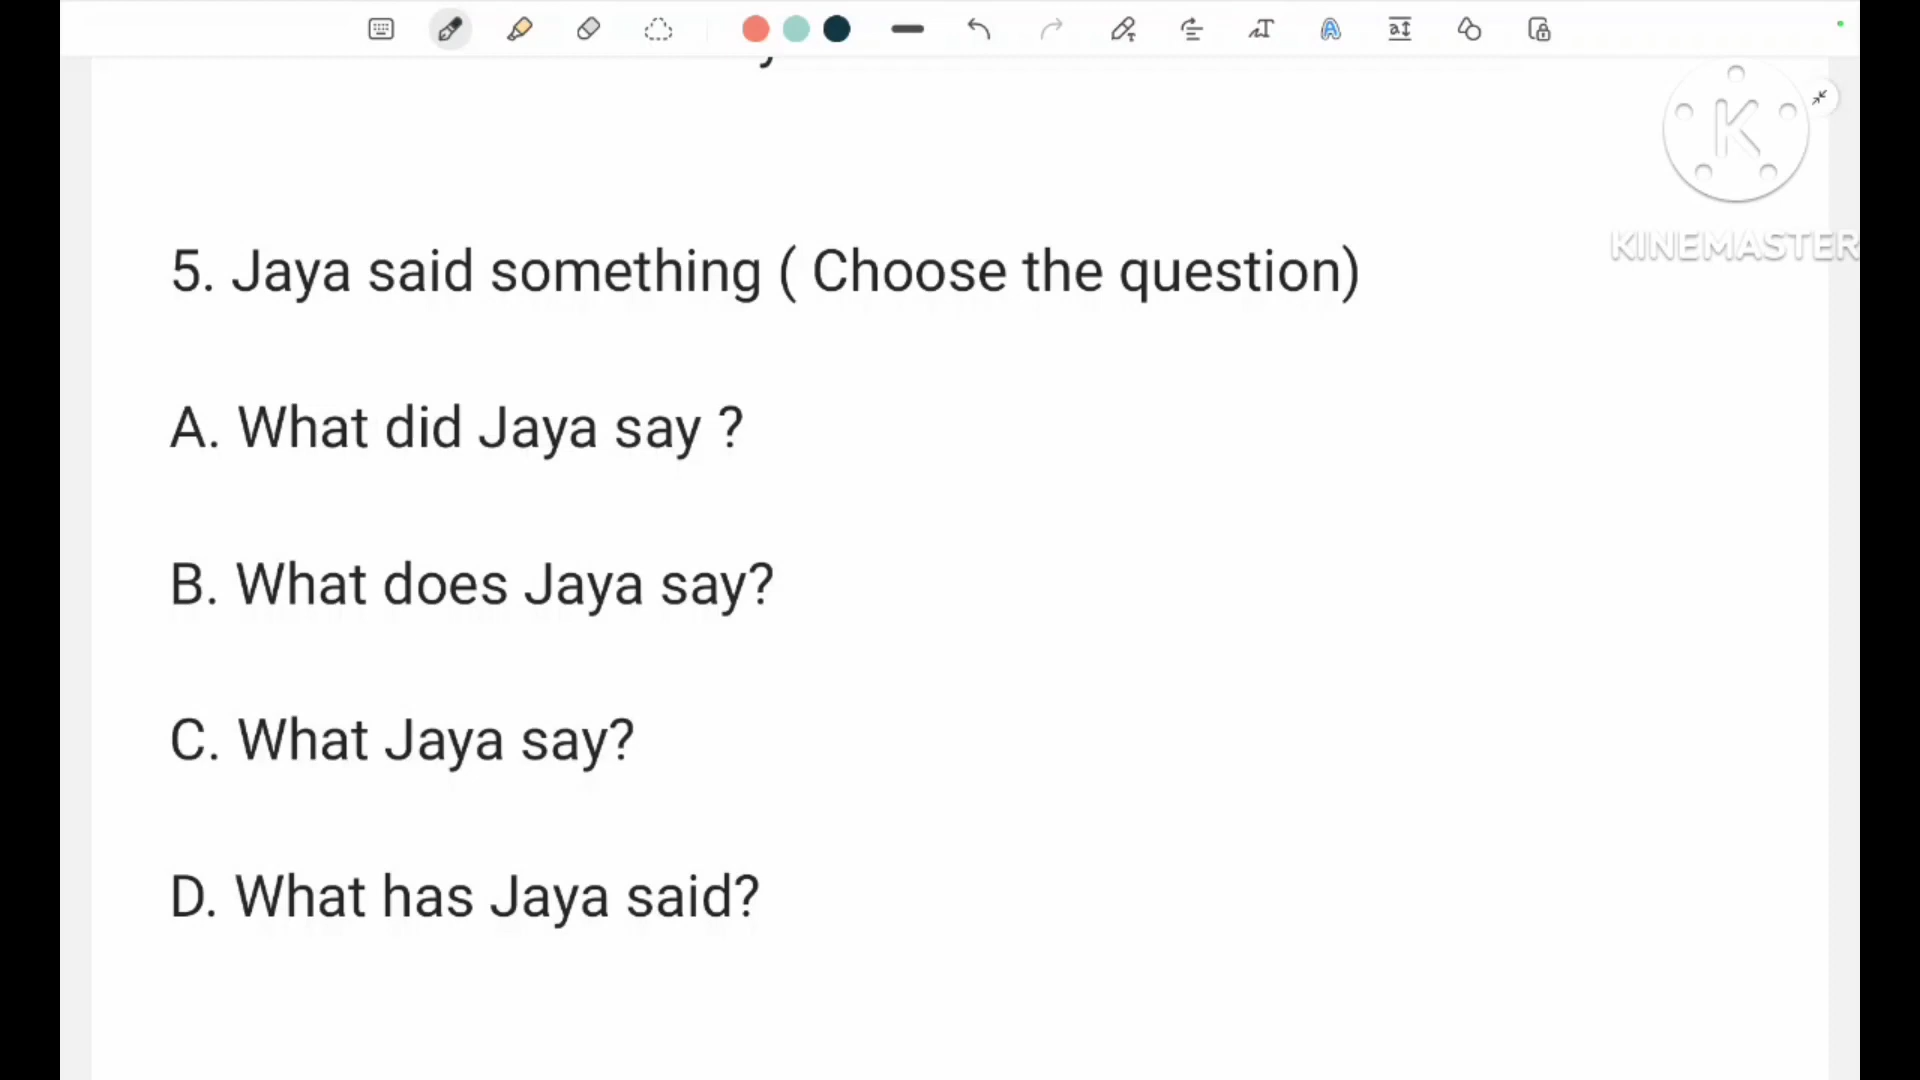 KINEMASTER
5. Jaya said something ( Choose the question)
A. What did Jaya say ?
B. What does Jaya say?
C. What Jaya say?
D. What has Jaya said?